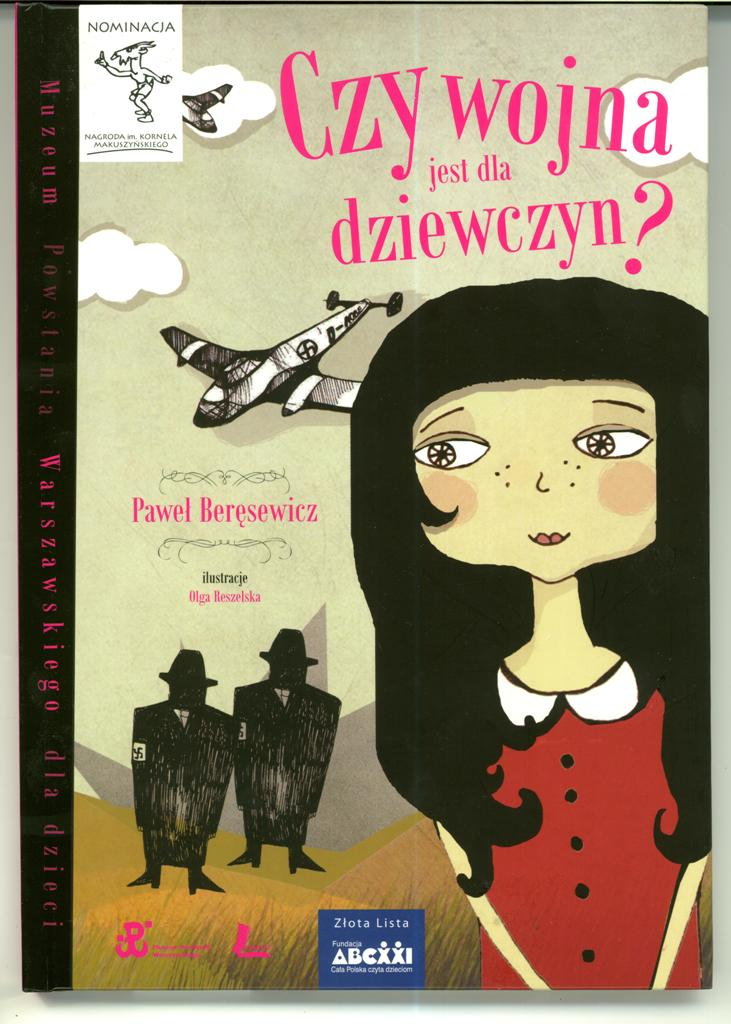 NOMINACJA
NAGRODA im. KORNELA
MAKUSZYŃSKIEGO
Muzeum Powstania Warszawskiego dla dzieci
Czy wojna
jest dla
dziewczyn?
D-
Paweł Beręsewicz
ilustracje
Olga Reszelska
Złota Lista
Fundacja
ABCXXI
Cała Polska czyta dzieciom